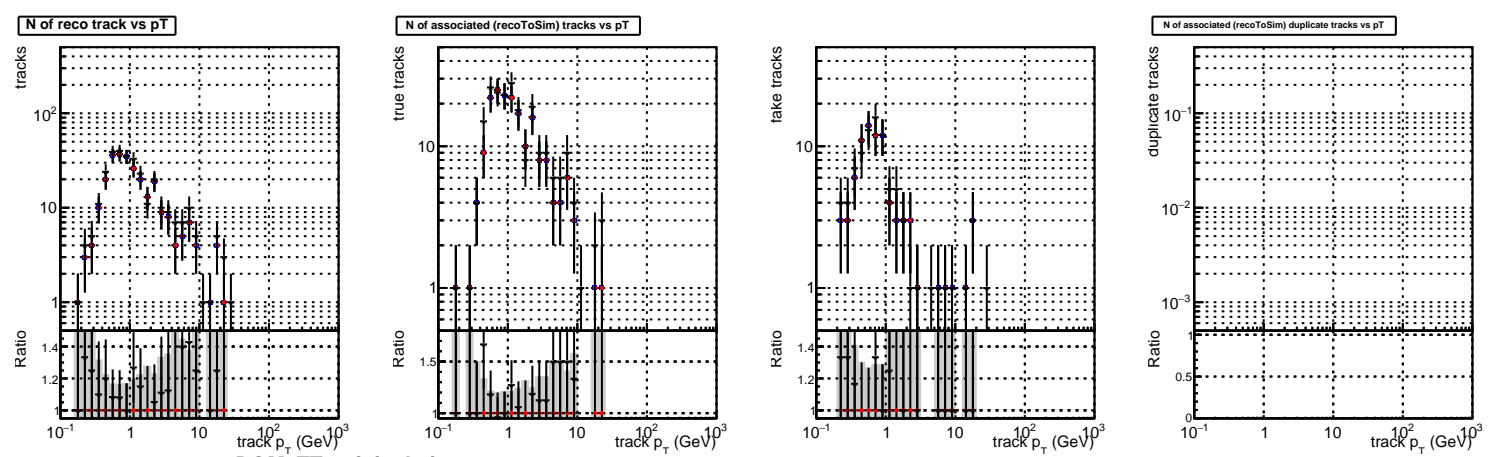 N of reco track vs pT
tracks
10²
10
1
Ratio
1.4
1.2
1
10⁻¹ 1 10 10² 10³
track p_T (GeV)
N of associated (recoToSim) tracks vs pT
true tracks
10
1
Ratio
1.5
1
10⁻¹ 1 10 10² 10³
track p_T (GeV)
fake tracks
10
1
Ratio
1.4
1.2
1
10⁻¹ 1 10 10² 10³
track p_T (GeV)
N of associated (recoToSim) duplicate tracks vs pT
duplicate tracks
10⁻¹
10⁻²
10⁻³
Ratio
1
0.5
0
10⁻¹ 1 10 10² 10³
track p_T (GeV)